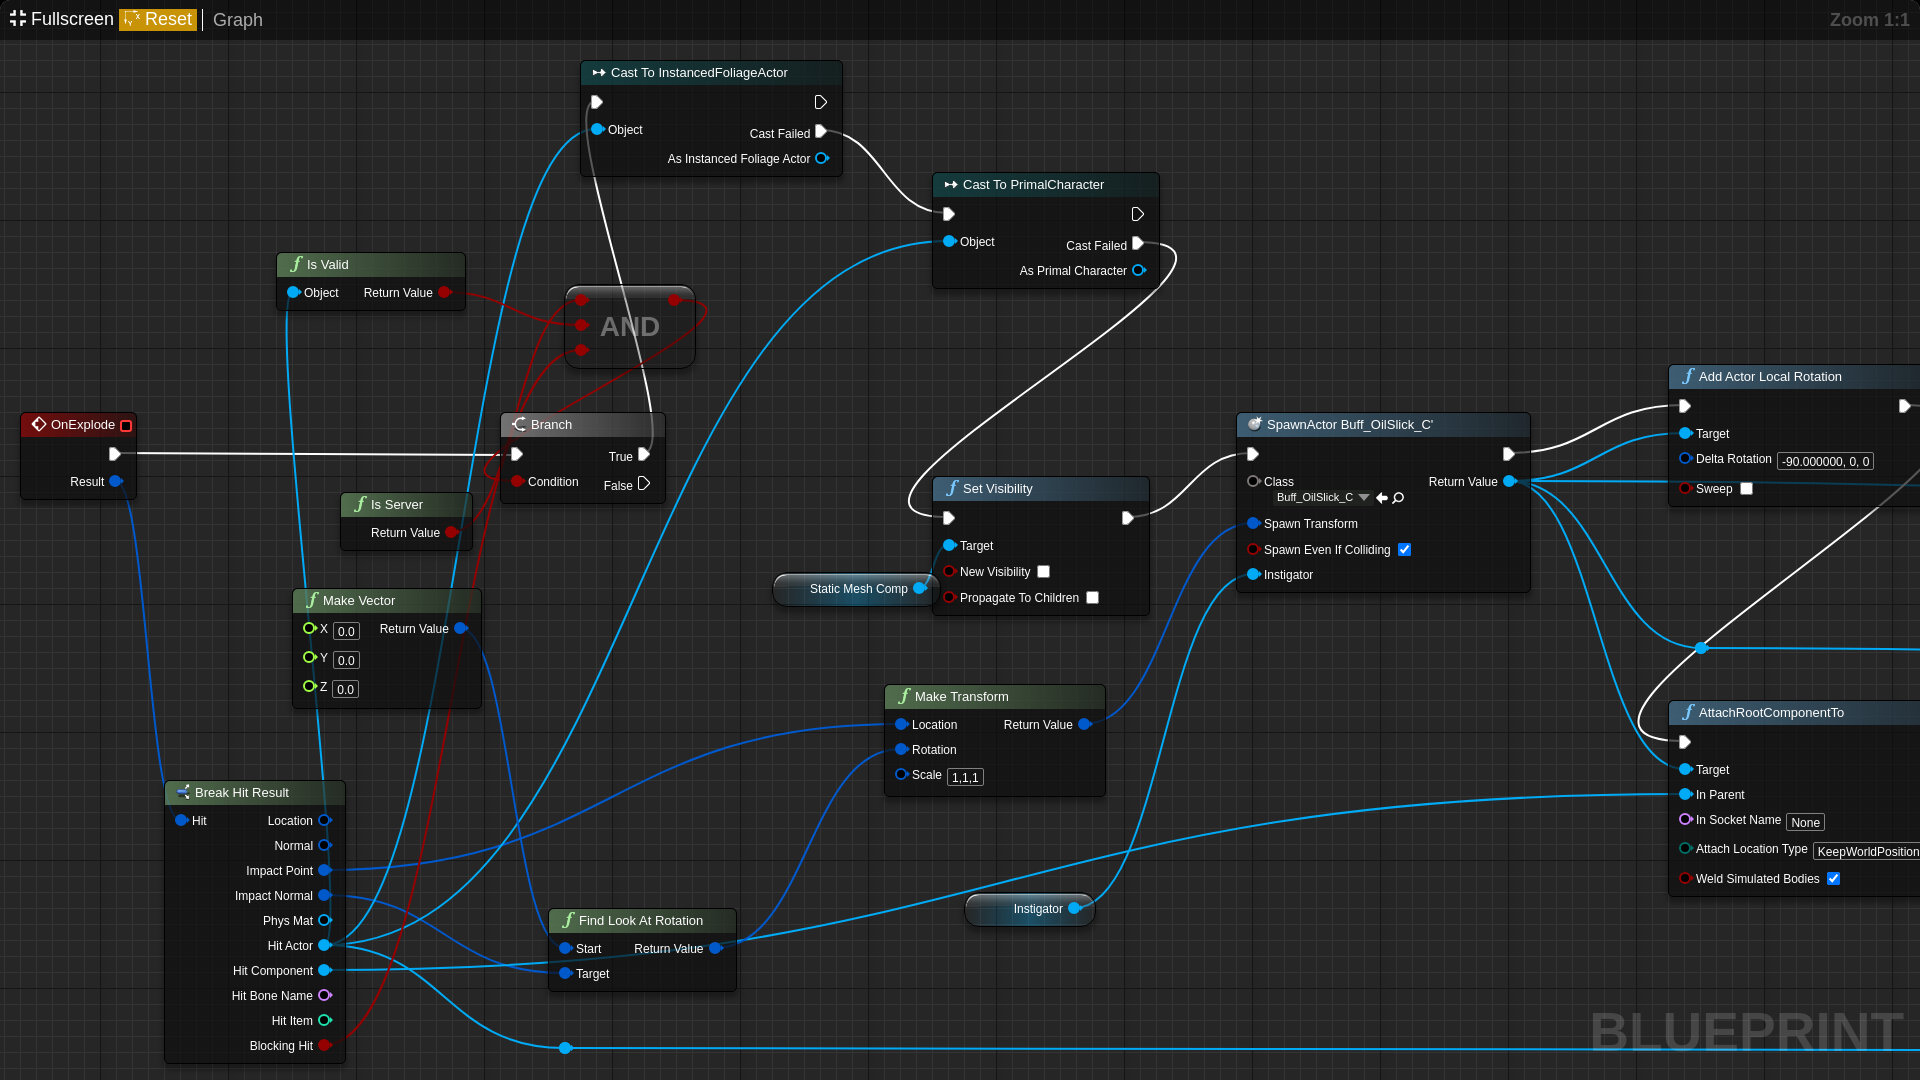 Fullscreen Reset Graph
Zoom 1:1
Cast To InstancedFoliageActor
Object
Cast Failed
As Instanced Foliage Actor
Cast To PrimalCharacter
Object
Cast Failed
As Primal Character
Is Valid
Object Return Value
AND
OnExplode
Result
Branch
True
Condition
False
Is Server
Return Value
Make Vector
X 0.0 Return Value
Y 0.0
Z 0.0
Set Visibility
Target
New Visibility
Propagate To Children
Static Mesh Comp
SpawnActor Buff_OilSlick_C'
Class
Buff_OilSlick_C
Return Value
Spawn Transform
Spawn Even If Colliding
Instigator
Add Actor Local Rotation
Target
Delta Rotation -90.000000, 0, 0
Sweep
Make Transform
Location Return Value
Rotation
Scale 1,1,1
AttachRootComponentTo
Target
In Parent
In Socket Name None
Attach Location Type KeepWorldPosition
Weld Simulated Bodies
Break Hit Result
Hit Location
Normal
Impact Point
Impact Normal
Phys Mat
Hit Actor
Hit Component
Hit Bone Name
Hit Item
Blocking Hit
Find Look At Rotation
Start Return Value
Target
Instigator
BLUEPRINT